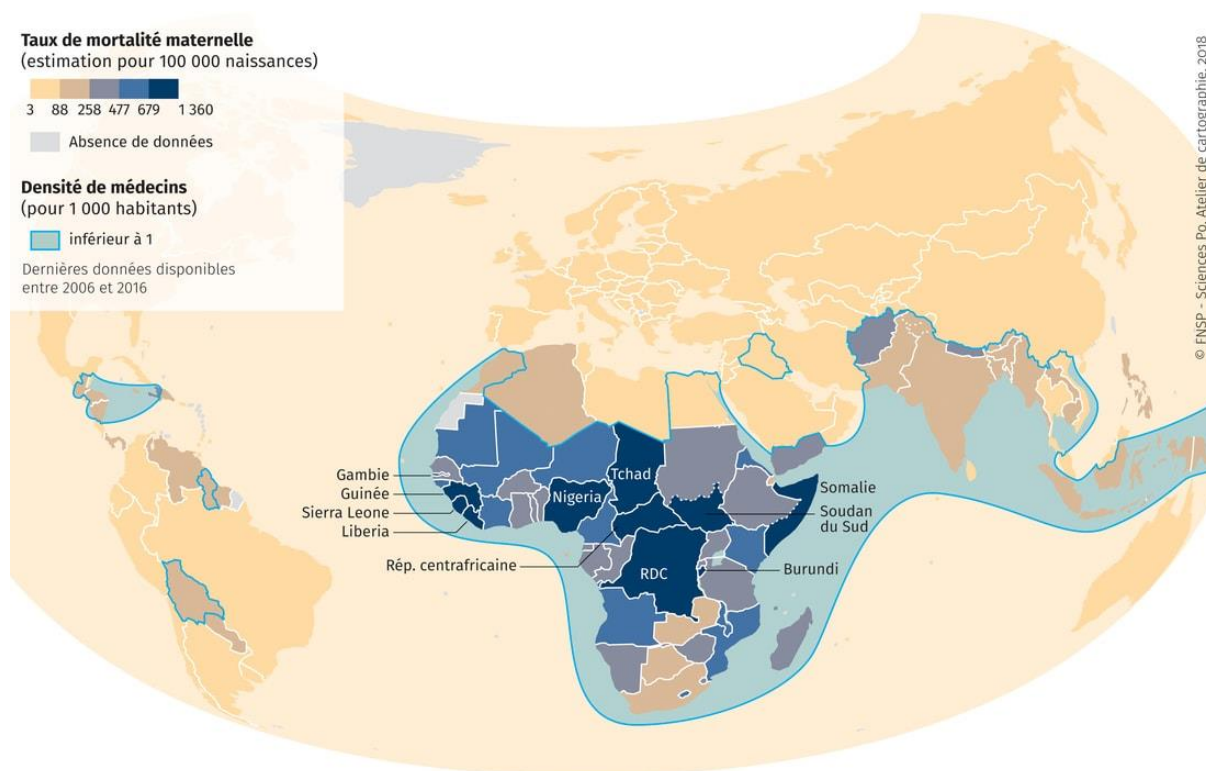 Taux de mortalité maternelle
(estimation pour 100 000 naissances)
3 88 258 477 679 1 360
Absence de données
Densité de médecins
(pour 1 000 habitants)
inférieur à 1
Dernières données disponibles
entre 2006 et 2016
© FNSP - Sciences Po, Atelier de cartographie, 2018
Gambie
Guinée
Sierra Leone
Liberia
Rép. centrafricaine
Tchad
Nigeria
RDC
Somalie
Soudan
du Sud
Burundi